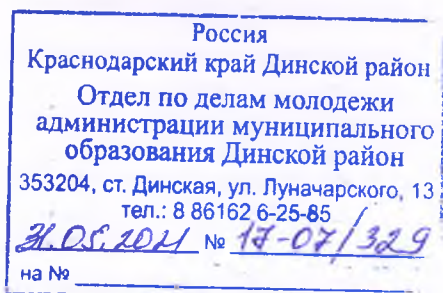 Россия
Краснодарский край Динской район
Отдел по делам молодежи
администрации муниципального
образования Динской район
353204, ст. Динская, ул. Луначарского, 13
тел.: 8 86162 6-25-85
31.05.2021 № 17-07/329
на №